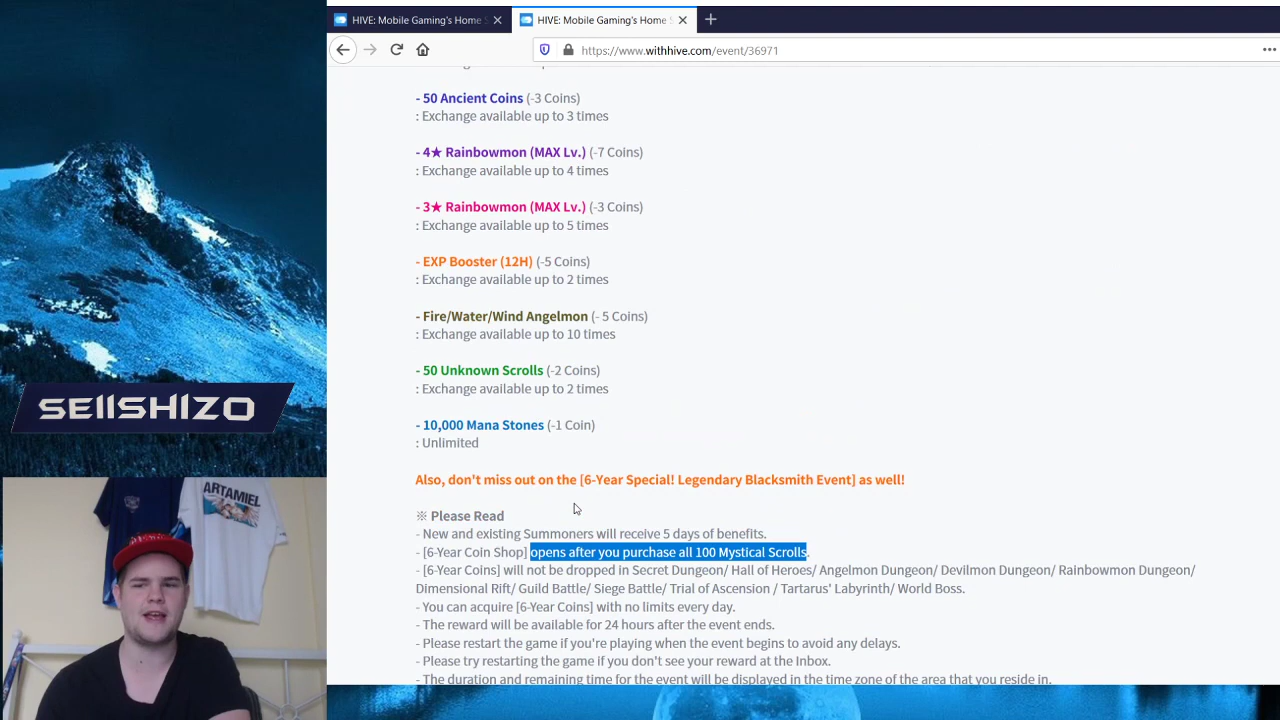 HIVE: Mobile Gaming's Home S
HIVE: Mobile Gaming's Home S
https://www.withhive.com/event/36971
- 50 Ancient Coins (-3 Coins)
: Exchange available up to 3 times
- 4★ Rainbowmon (MAX Lv.) (-7 Coins)
: Exchange available up to 4 times
- 3★ Rainbowmon (MAX Lv.) (-3 Coins)
: Exchange available up to 5 times
- EXP Booster (12H) (-5 Coins)
: Exchange available up to 2 times
- Fire/Water/Wind Angelmon (- 5 Coins)
: Exchange available up to 10 times
- 50 Unknown Scrolls (-2 Coins)
: Exchange available up to 2 times
- 10,000 Mana Stones (-1 Coin)
: Unlimited
Also, don't miss out on the [6-Year Special! Legendary Blacksmith Event] as well!
※ Please Read
- New and existing Summoners will receive 5 days of benefits.
- [6-Year Coin Shop] opens after you purchase all 100 Mystical Scrolls.
- [6-Year Coins] will not be dropped in Secret Dungeon/ Hall of Heroes/ Angelmon Dungeon/ Devilmon Dungeon/ Rainbowmon Dungeon/
Dimensional Rift/ Guild Battle/ Siege Battle/ Trial of Ascension / Tartarus' Labyrinth/ World Boss.
- You can acquire [6-Year Coins] with no limits every day.
- The reward will be available for 24 hours after the event ends.
- Please restart the game if you're playing when the event begins to avoid any delays.
- Please try restarting the game if you don't see your reward at the Inbox.
- The duration and remaining time for the event will be displayed in the time zone of the area that you reside in.
SEIISHIZO
ARTAMIEL